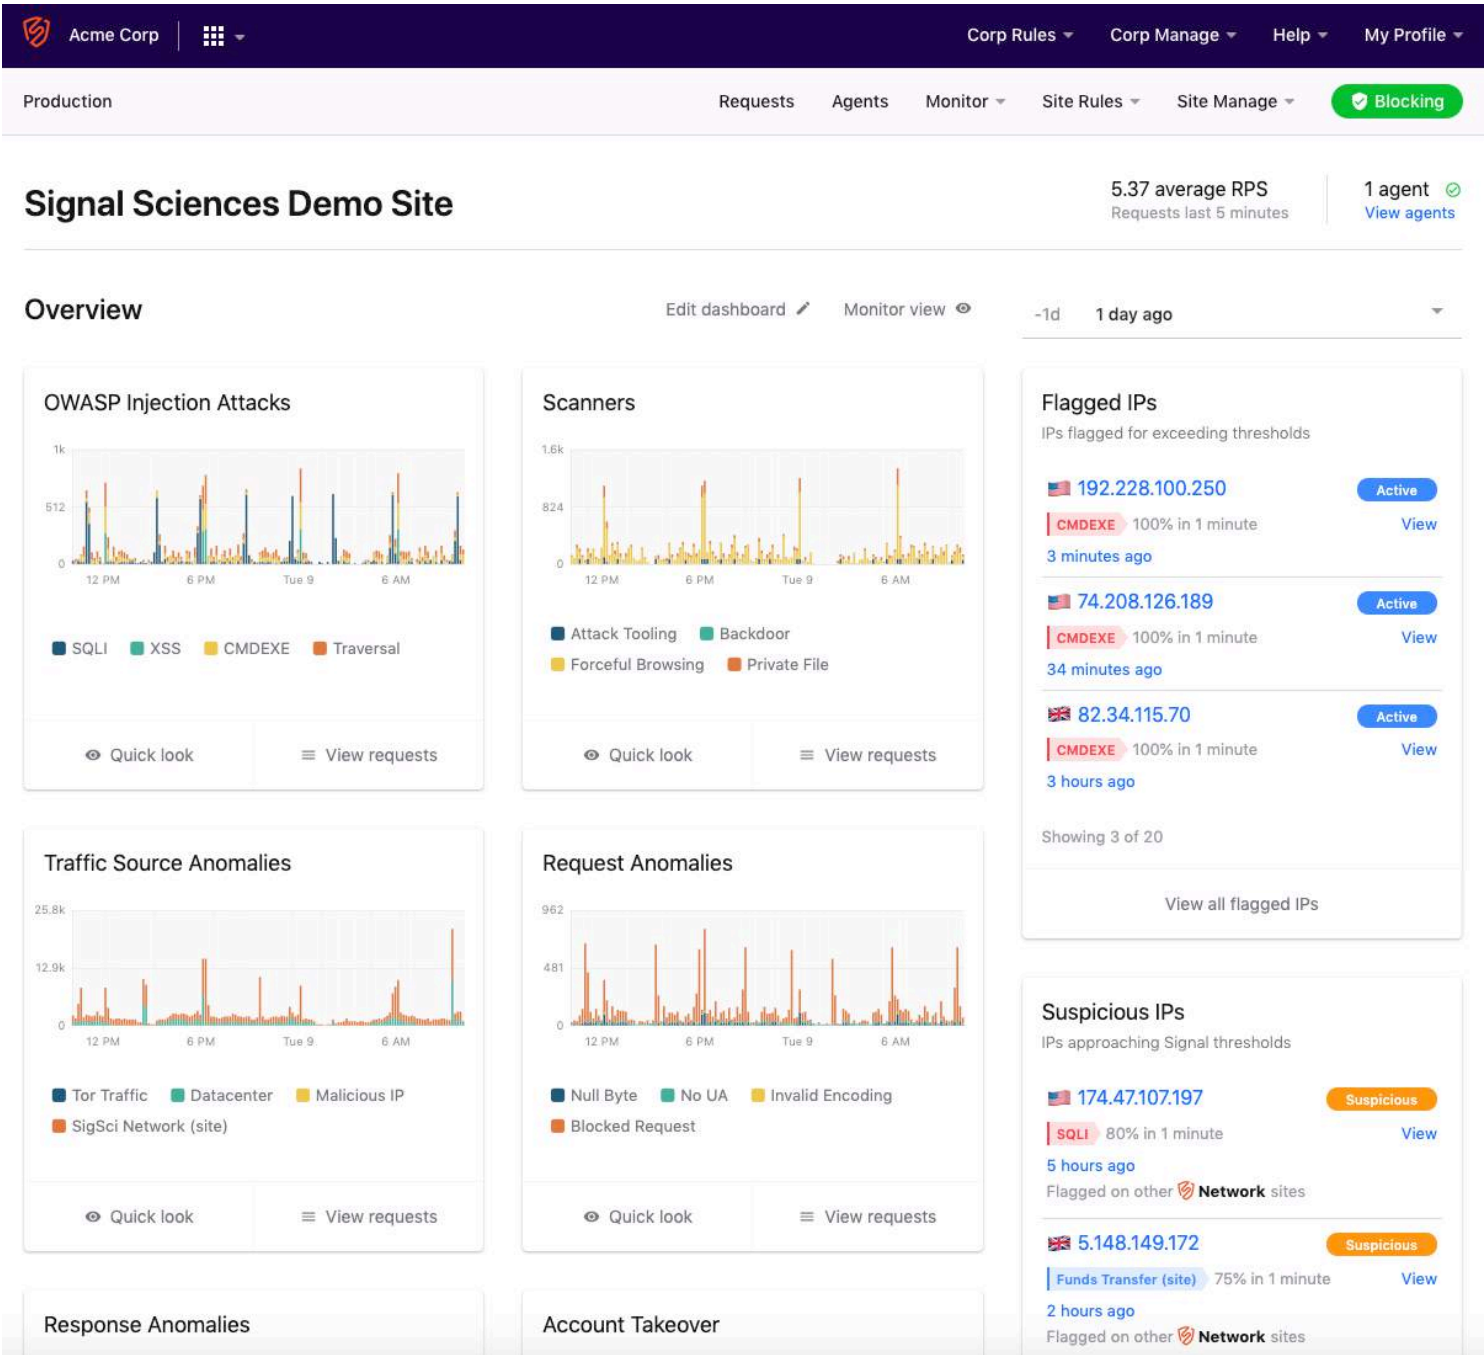 Acme Corp
Corp Rules
Corp Manage
Help
My Profile
Production
Requests
Agents
Monitor
Site Rules
Site Manage
Blocking
Signal Sciences Demo Site
5.37 average RPS
Requests last 5 minutes
1 agent
View agents
Overview
Edit dashboard
Monitor view
-1d 1 day ago
OWASP Injection Attacks
1k
512
0
12 PM 6 PM Tue 9 6 AM
SQLI XSS CMDEXE Traversal
Quick look
View requests
Scanners
1.6k
824
0
12 PM 6 PM Tue 9 6 AM
Attack Tooling Backdoor
Forceful Browsing Private File
Quick look
View requests
Flagged IPs
IPs flagged for exceeding thresholds
192.228.100.250 Active
CMDEXE 100% in 1 minute View
3 minutes ago
74.208.126.189 Active
CMDEXE 100% in 1 minute View
34 minutes ago
82.34.115.70 Active
CMDEXE 100% in 1 minute View
3 hours ago
Showing 3 of 20
View all flagged IPs
Traffic Source Anomalies
25.8k
12.9k
0
12 PM 6 PM Tue 9 6 AM
Tor Traffic Datacenter Malicious IP
SigSci Network (site)
Quick look
View requests
Request Anomalies
962
481
0
12 PM 6 PM Tue 9 6 AM
Null Byte No UA Invalid Encoding
Blocked Request
Quick look
View requests
Suspicious IPs
IPs approaching Signal thresholds
174.47.107.197 Suspicious
SQLI 80% in 1 minute View
5 hours ago
Flagged on other Network sites
5.148.149.172 Suspicious
Funds Transfer (site) 75% in 1 minute View
2 hours ago
Flagged on other Network sites
Response Anomalies
Account Takeover